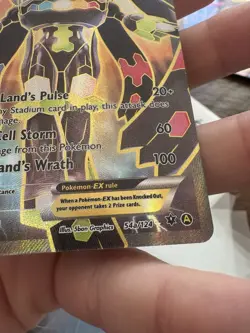 Land's Pulse 20+
y Stadium card in play, this attack does
mage.
Cell Storm 60
mage from this Pokémon
and's Wrath 100
stance
Pokémon-EX rule
When a Pokémon-EX has been Knocked Out,
your opponent takes 2 Prize cards.
Illus. 5ban Graphics 54a/124 A